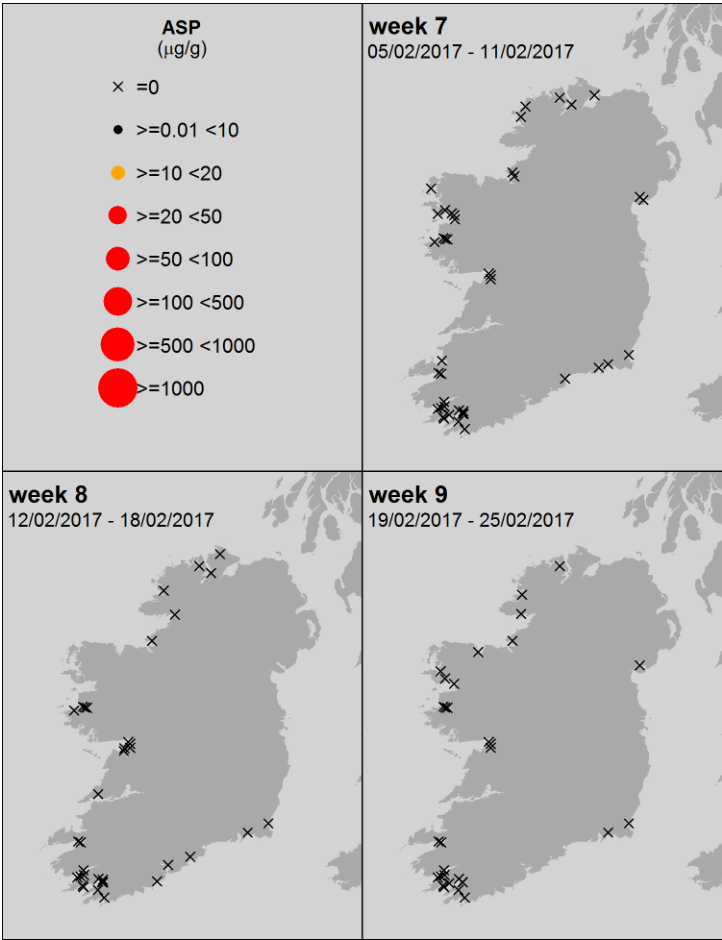 ASP
(µg/g)
=0
>=0.01 <10
>=10 <20
>=20 <50
>=50 <100
>=100 <500
>=500 <1000
>=1000
week 7
05/02/2017 - 11/02/2017
week 8
12/02/2017 - 18/02/2017
week 9
19/02/2017 - 25/02/2017